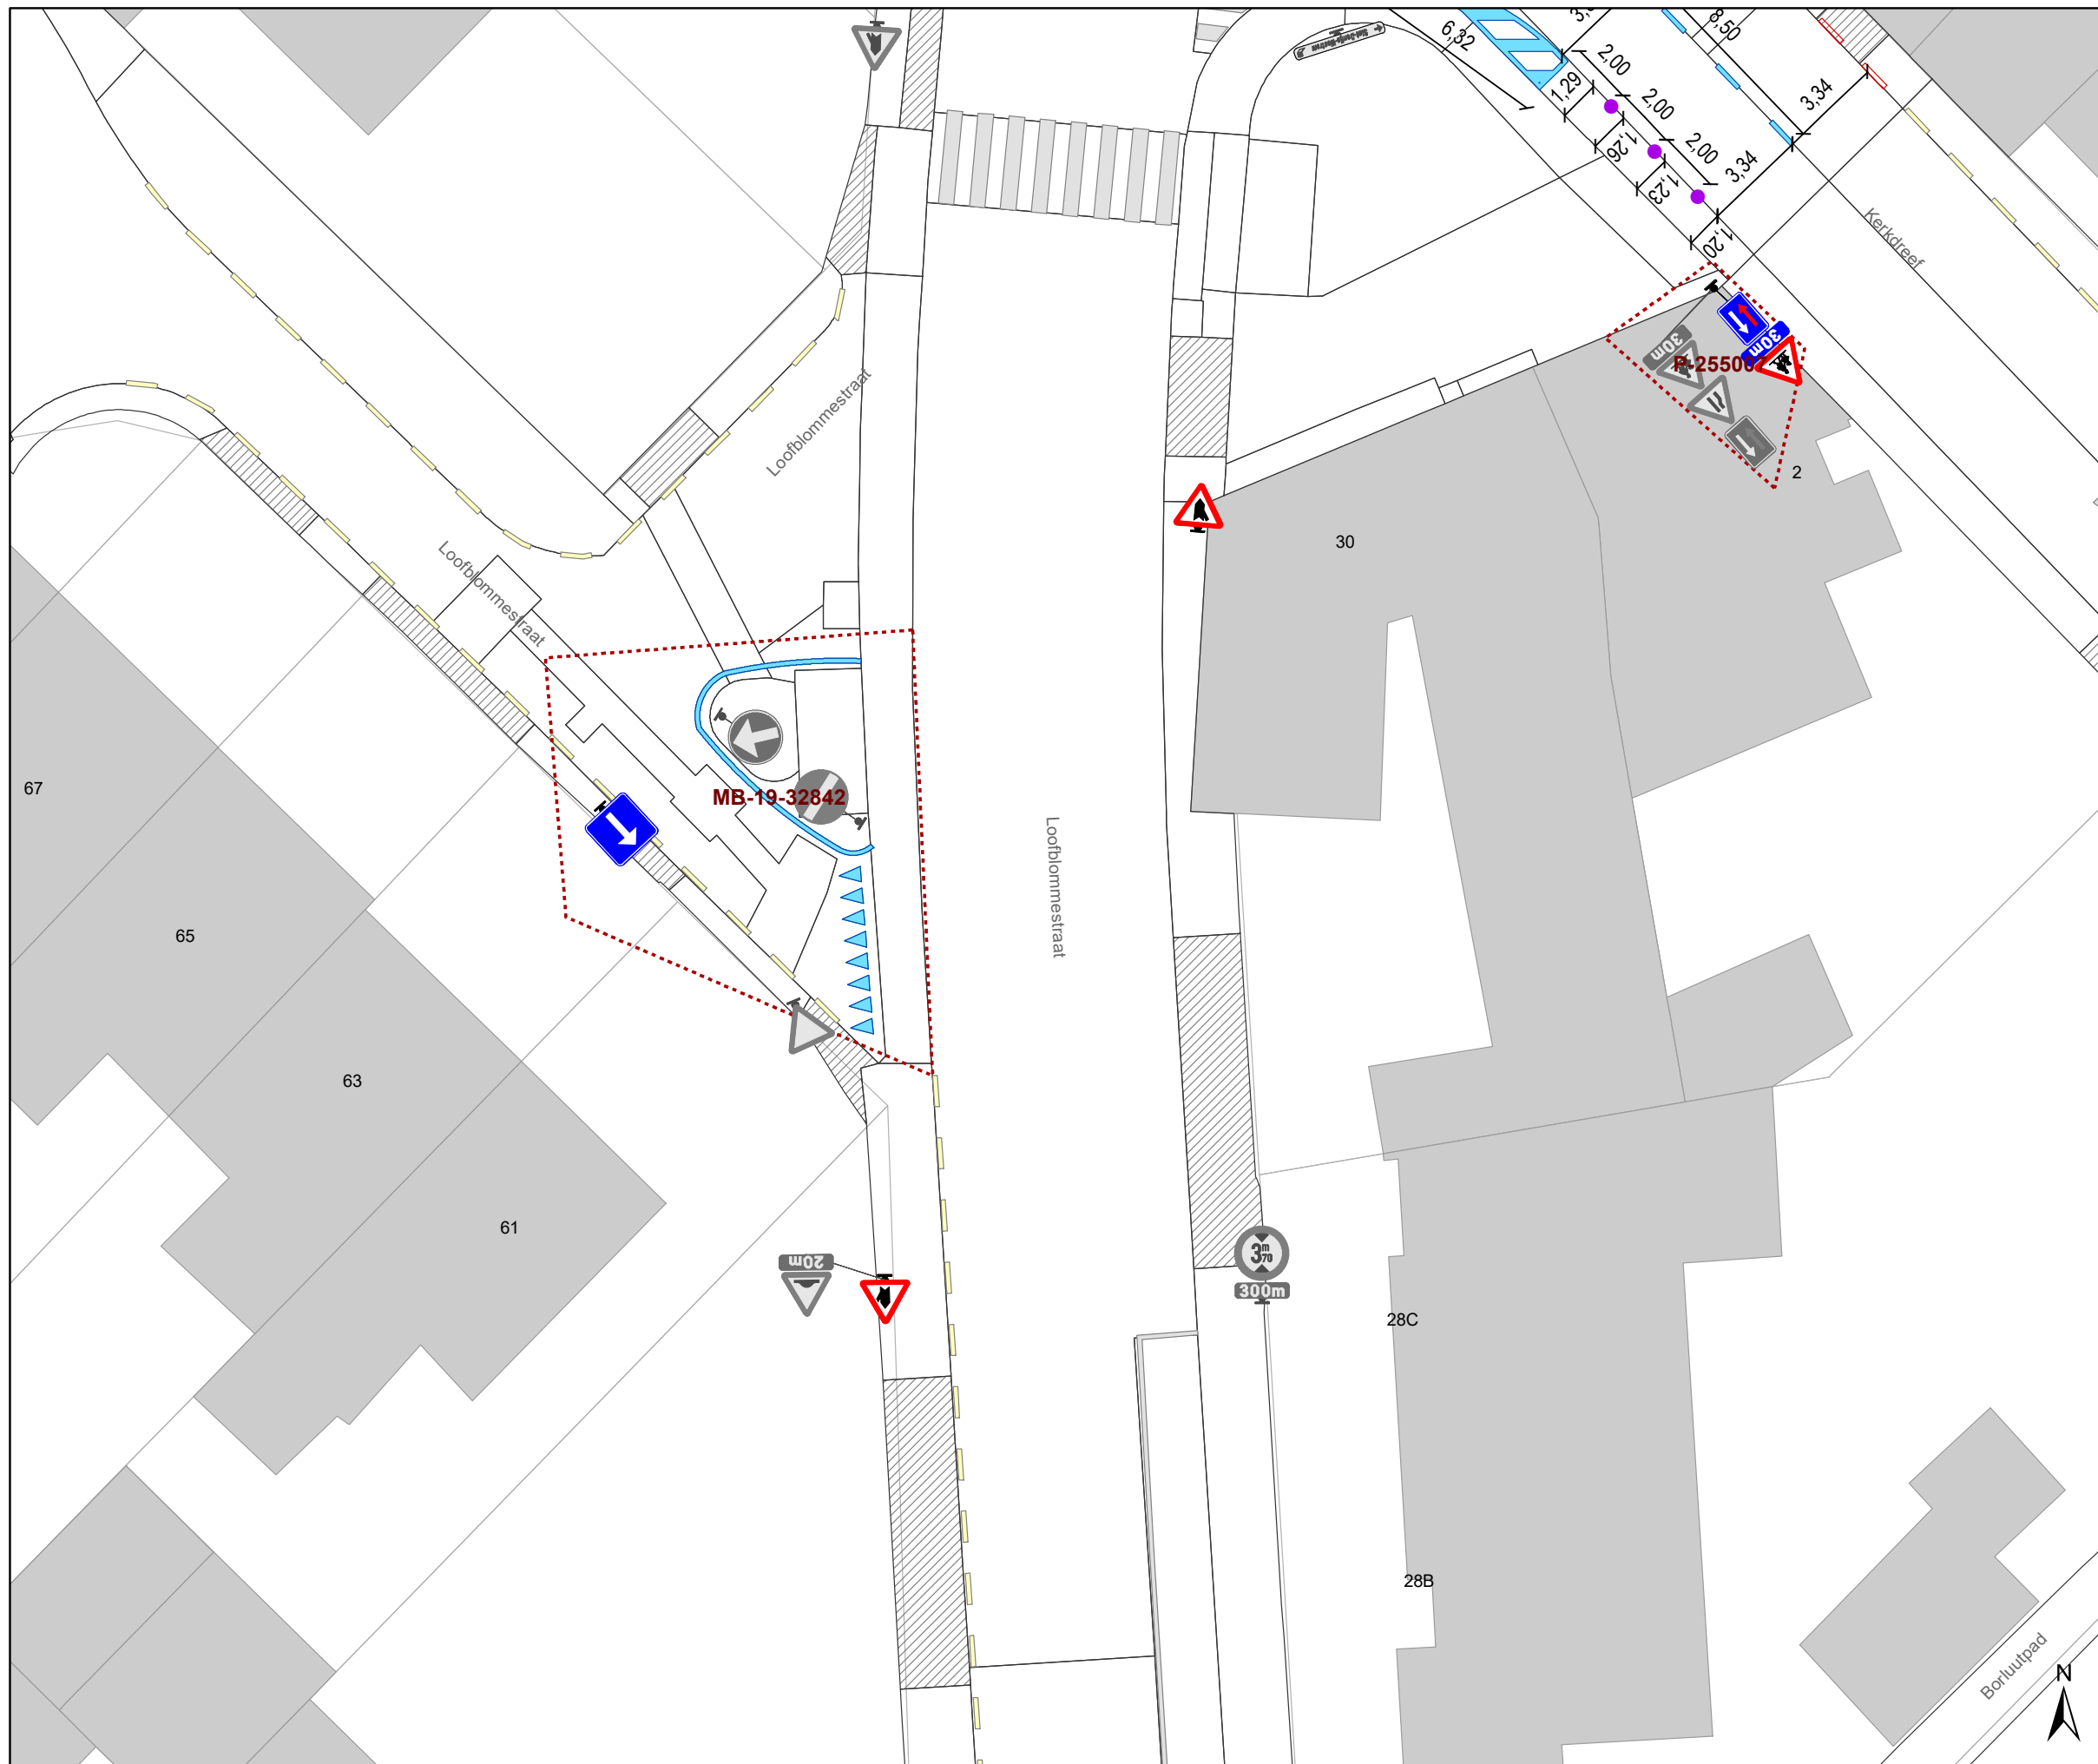 6,32
8,50
2,00
1,29
2,00
3,34
1,26
2,00
1,23
3,34
1,20
Kerkdreef
30m
30m
P-25500
2
Loofblommestraat
30
Loofblommestraat
67
MB-19-32842
Loofblommestraat
65
63
61
20m
3m70
300m
28C
28B
Borluutpad
N